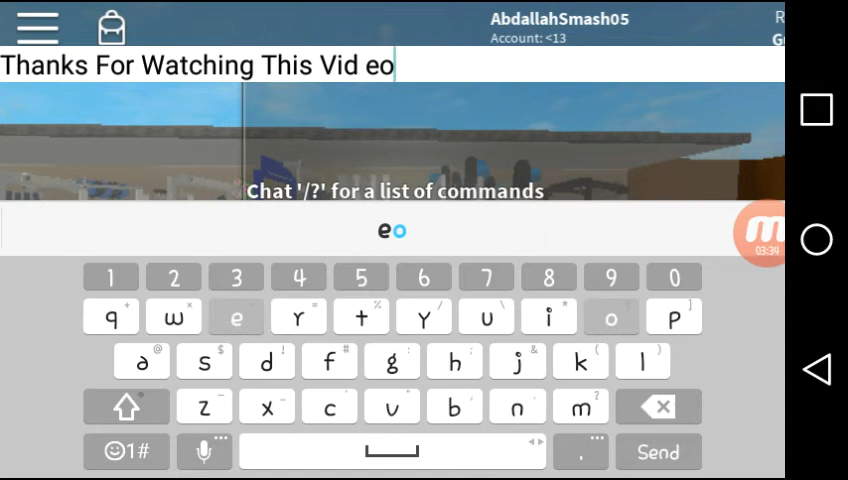 AbdallahSmash05
Account: <13
R
G
Thanks For Watching This Vid eo
Chat '/?' for a list of commands
eo
03:34
1 2 3 4 5 6 7 8 9 0
q w e r t y u i o p
a s d f g h j k l
z x c v b n m
1# . Send